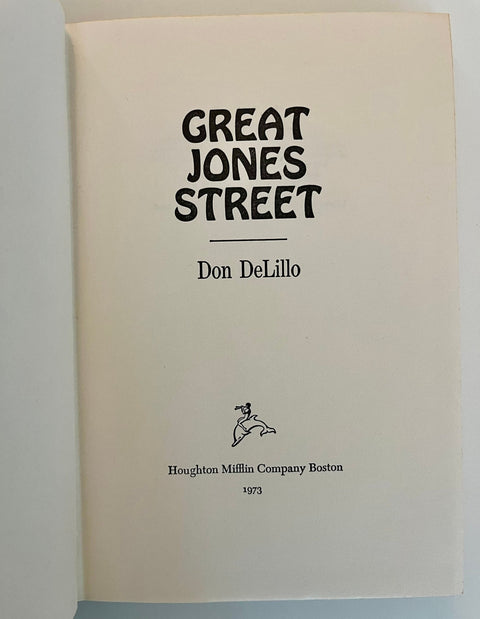 GREAT
JONES
STREET
Don DeLillo
Houghton Mifflin Company Boston
1973